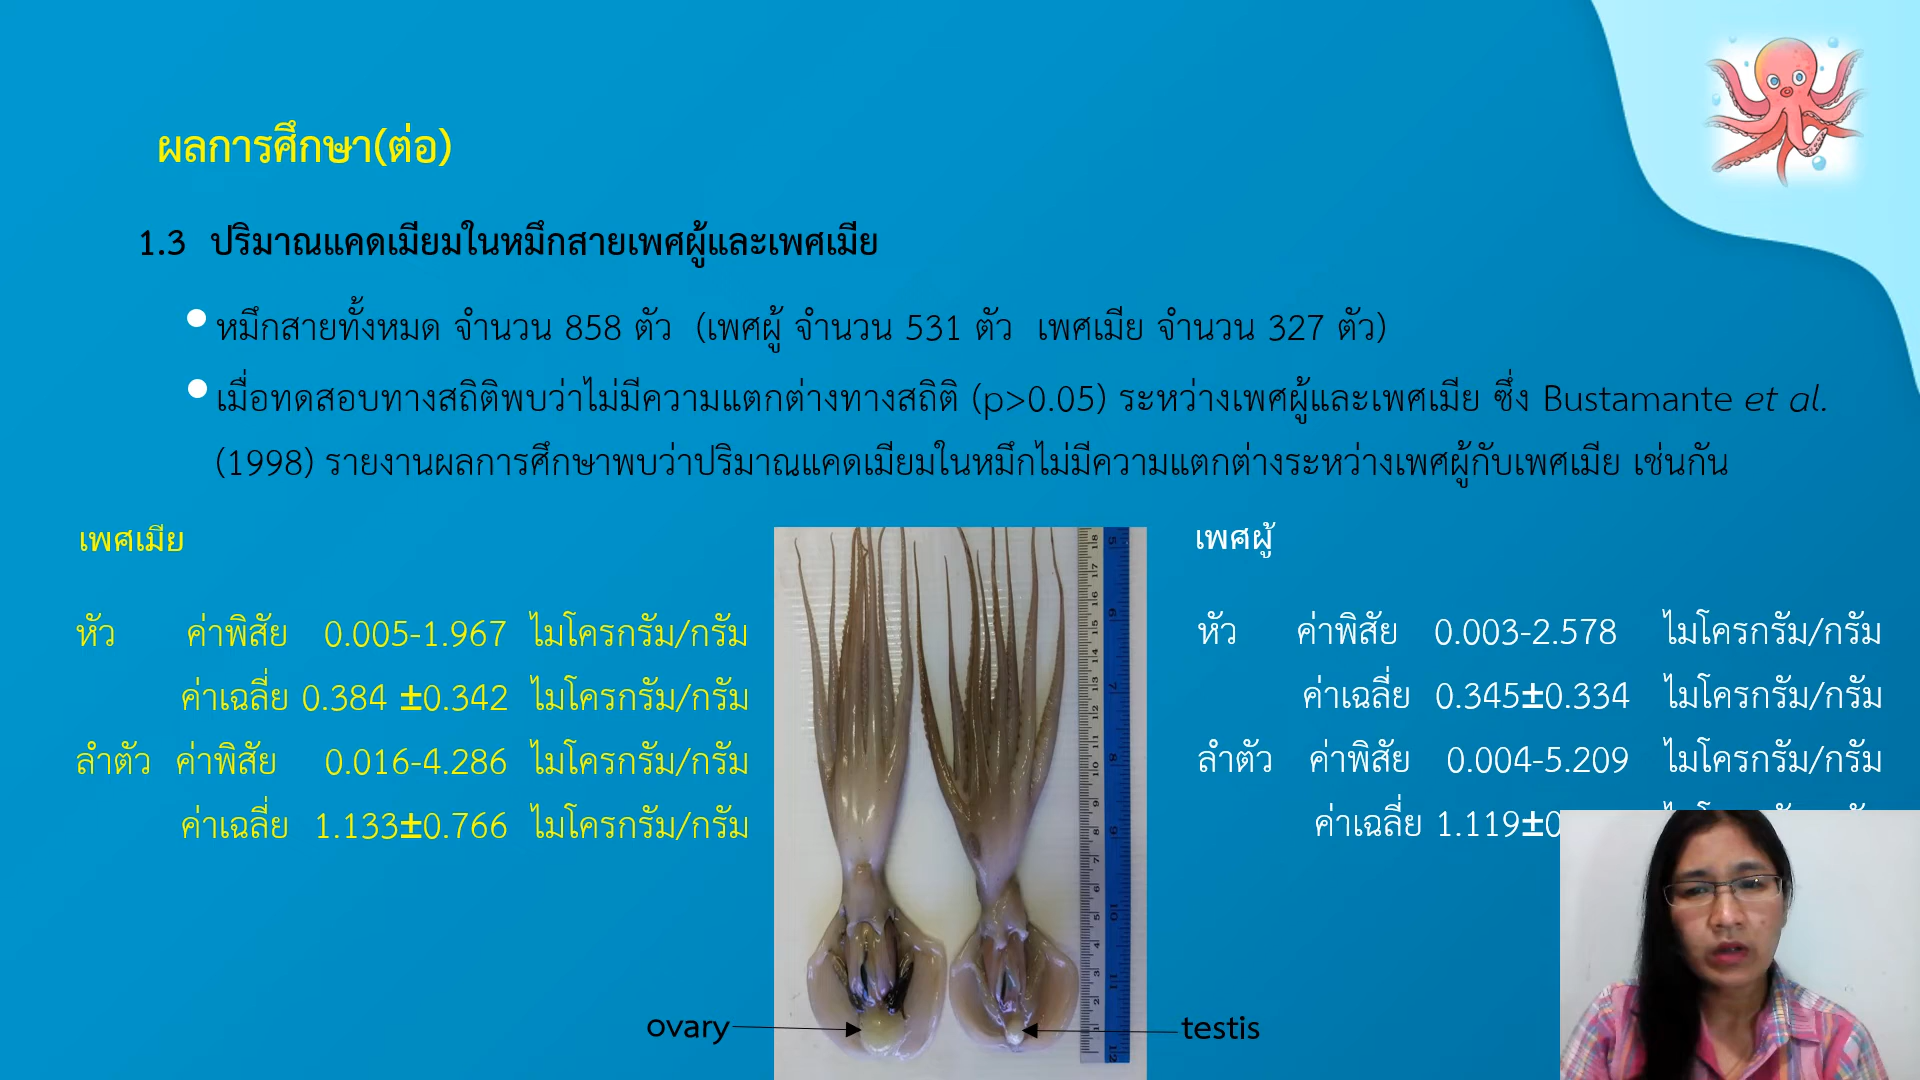 ผลการศึกษา(ต่อ)
1.3 ปริมาณแคดเมียมในหมึกสายเพศผู้และเพศเมีย
หมึกสายทั้งหมด จำนวน 858 ตัว (เพศผู้ จำนวน 531 ตัว เพศเมีย จำนวน 327 ตัว)
เมื่อทดสอบทางสถิติพบว่าไม่มีความแตกต่างทางสถิติ (p>0.05) ระหว่างเพศผู้และเพศเมีย ซึ่ง Bustamante et al.
(1998) รายงานผลการศึกษาพบว่าปริมาณแคดเมียมในหมึกไม่มีความแตกต่างระหว่างเพศผู้กับเพศเมีย เช่นกัน
เพศเมีย
หัว ค่าพิสัย 0.005-1.967 ไมโครกรัม/กรัม
ค่าเฉลี่ย 0.384 ±0.342 ไมโครกรัม/กรัม
ลำตัว ค่าพิสัย 0.016-4.286 ไมโครกรัม/กรัม
ค่าเฉลี่ย 1.133±0.766 ไมโครกรัม/กรัม
เพศผู้
หัว ค่าพิสัย 0.003-2.578 ไมโครกรัม/กรัม
ค่าเฉลี่ย 0.345±0.334 ไมโครกรัม/กรัม
ลำตัว ค่าพิสัย 0.004-5.209 ไมโครกรัม/กรัม
ค่าเฉลี่ย 1.119±0
ovary
testis